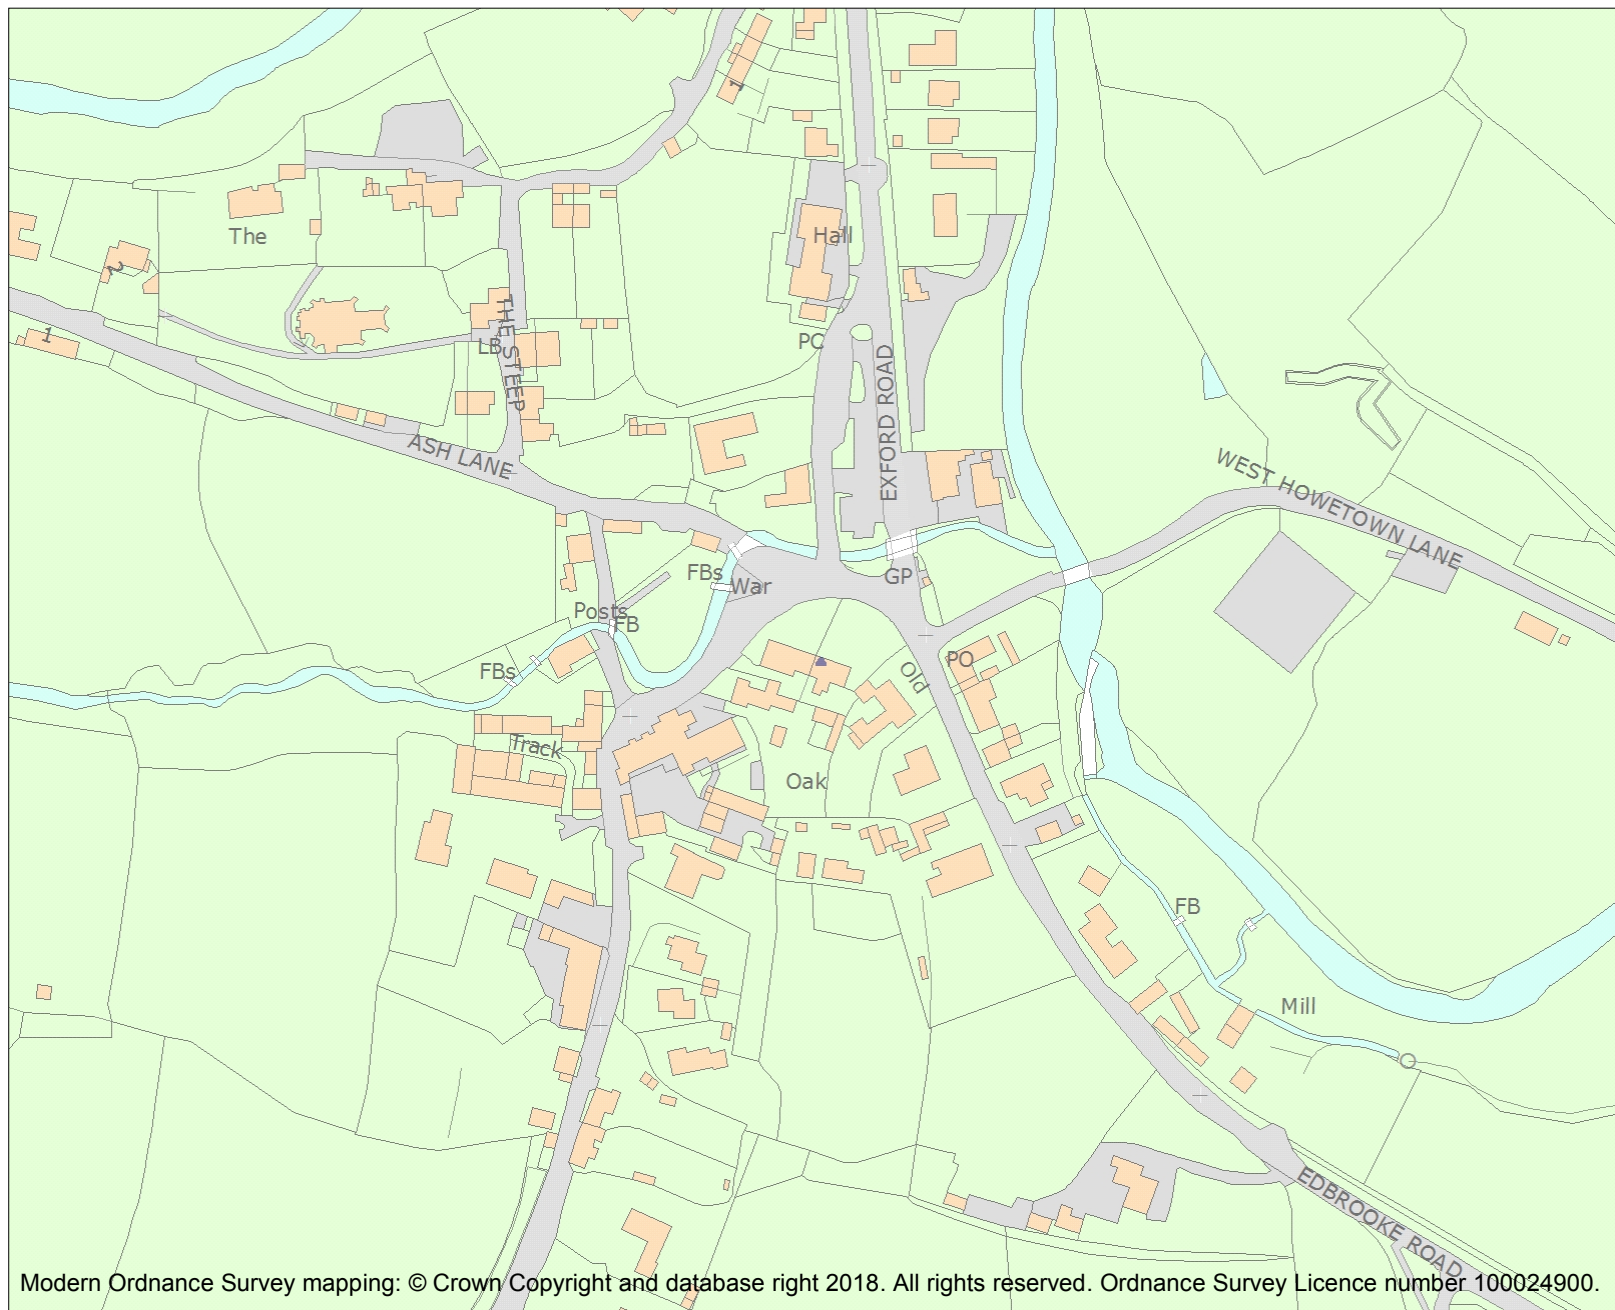 1
The
Hall
2
THE STEEP
1
LB
PC
EXFORD ROAD
ASH LANE
WEST HOWETOWN LANE
FBs
War
GP
Posts
FB
FBs
PO
Old
Track
Oak
FB
Mill
EDBROOKE ROAD
Modern Ordnance Survey mapping: © Crown Copyright and database right 2018. All rights reserved. Ordnance Survey Licence number 100024900.